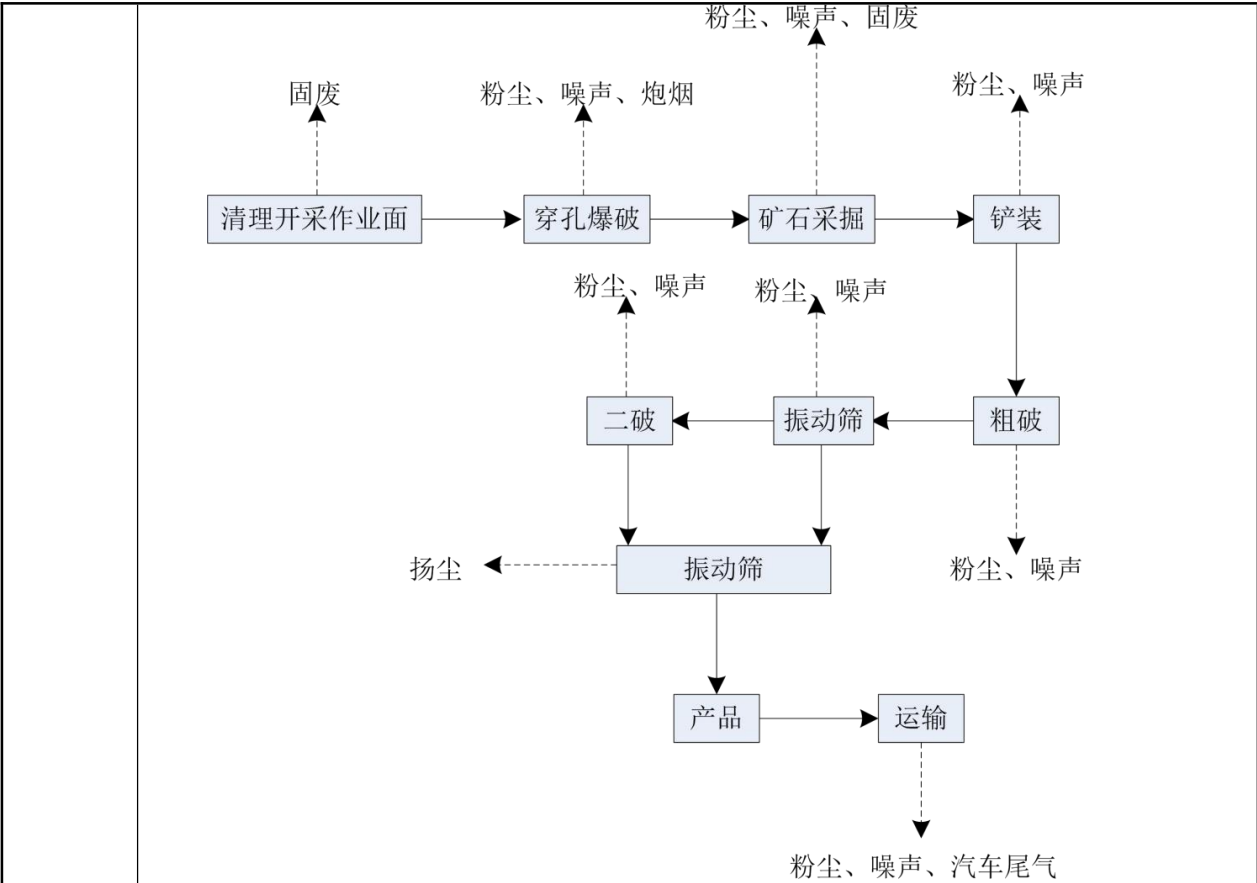 粉尘、噪声、固废
固废
粉尘、噪声、炮烟
粉尘、噪声
清理开采作业面
穿孔爆破
矿石采掘
铲装
粉尘、噪声
粉尘、噪声
二破
振动筛
粗破
扬尘
振动筛
粉尘、噪声
产品
运输
粉尘、噪声、汽车尾气